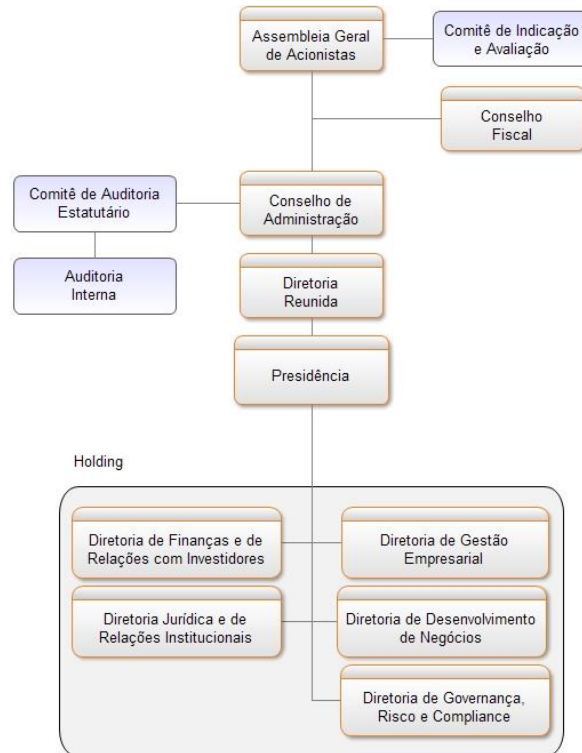 Assembleia Geral
de Acionistas
Comitê de Indicação
e Avaliação
Conselho
Fiscal
Comitê de Auditoria
Estatutário
Conselho de
Administração
Auditoria
Interna
Diretoria
Reunida
Presidência
Holding
Diretoria de Finanças e de
Relações com Investidores
Diretoria de Gestão
Empresarial
Diretoria Jurídica e de
Relações Institucionais
Diretoria de Desenvolvimento
de Negócios
Diretoria de Governança,
Risco e Compliance